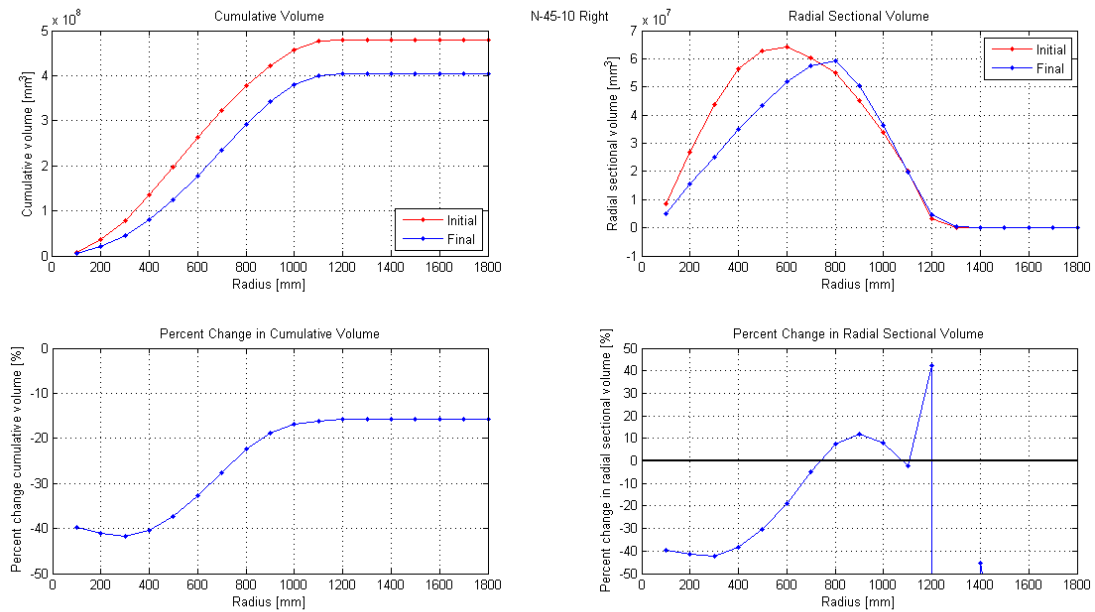 Cumulative Volume
N-45-10 Right
Radial Sectional Volume
x 10^8
5
4
3
2
1
0
Cumulative volume [mm^3]
Initial
Final
0 200 400 600 800 1000 1200 1400 1600 1800
Radius [mm]
x 10^7
7
6
5
4
3
2
1
0
-1
Radial sectional volume [mm^3]
Initial
Final
0 200 400 600 800 1000 1200 1400 1600 1800
Radius [mm]
Percent Change in Cumulative Volume
0
-10
-20
-30
-40
-50
Percent change cumulative volume [%]
0 200 400 600 800 1000 1200 1400 1600 1800
Radius [mm]
Percent Change in Radial Sectional Volume
50
40
30
20
10
0
-10
-20
-30
-40
-50
Percent change in radial sectional volume [%]
0 200 400 600 800 1000 1200 1400 1600 1800
Radius [mm]